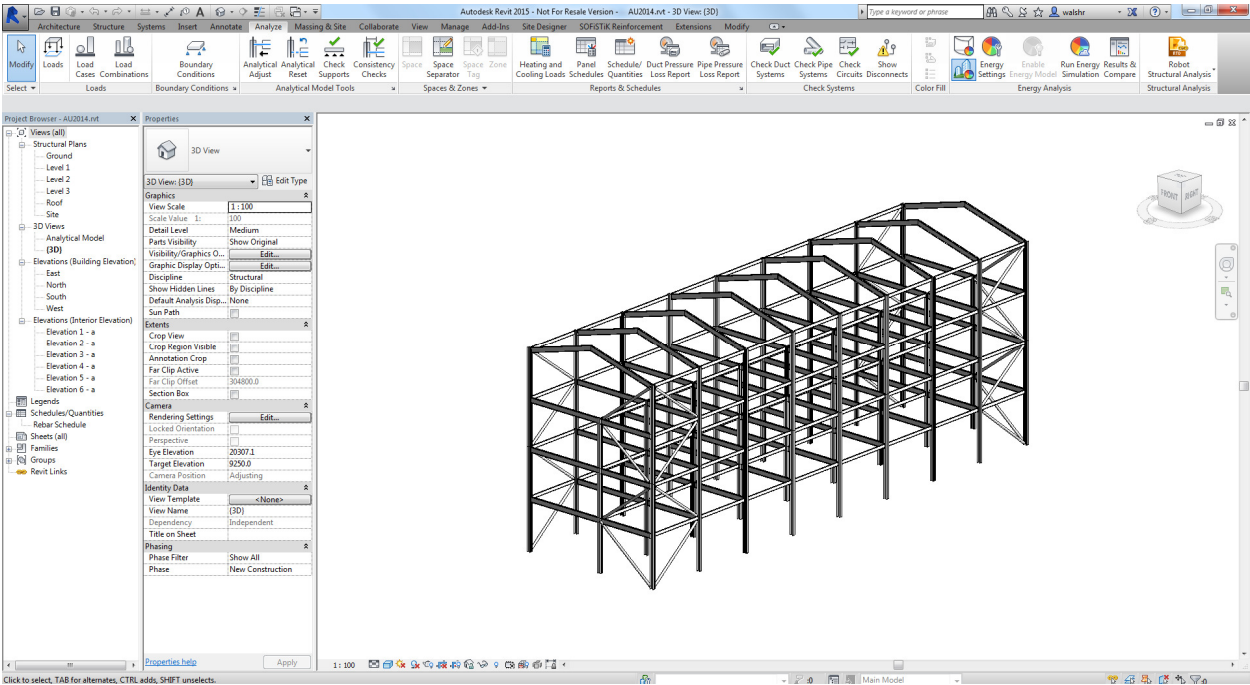 Autodesk Revit 2015 - Not For Resale Version - AU2014.rvt - 3D View: {3D}
Type a keyword or phrase
walshr
Architecture Structure Systems Insert Annotate Analyze Massing & Site Collaborate View Manage Add-Ins Site Designer SOFiSTiK Reinforcement Extensions Modify
Modify Loads Load Cases Load Combinations Boundary Conditions Analytical Adjust Analytical Reset Check Supports Consistency Checks Space Space Separator Space Tag Zone Heating and Cooling Loads Panel Schedules Schedule/ Quantities Duct Pressure Loss Report Pipe Pressure Loss Report Check Duct Systems Check Pipe Systems Check Circuits Show Disconnects Energy Settings Enable Energy Model Run Energy Simulation Results & Compare Robot Structural Analysis
Select Loads Boundary Conditions Analytical Model Tools Spaces & Zones Reports & Schedules Check Systems Color Fill Energy Analysis Structural Analysis
Project Browser - AU2014.rvt
Views (all)
Structural Plans
Ground
Level 1
Level 2
Level 3
Roof
Site
3D Views
Analytical Model
{3D}
Elevations (Building Elevation)
East
North
South
West
Elevations (Interior Elevation)
Elevation 1 - a
Elevation 2 - a
Elevation 3 - a
Elevation 4 - a
Elevation 5 - a
Elevation 6 - a
Legends
Schedules/Quantities
Rebar Schedule
Sheets (all)
Families
Groups
Revit Links
Properties
3D View
3D View: {3D} Edit Type
Graphics
View Scale 1 : 100
Scale Value 1: 100
Detail Level Medium
Parts Visibility Show Original
Visibility/Graphics O... Edit...
Graphic Display Opti... Edit...
Discipline Structural
Show Hidden Lines By Discipline
Default Analysis Disp... None
Sun Path
Extents
Crop View
Crop Region Visible
Annotation Crop
Far Clip Active
Far Clip Offset 304800.0
Section Box
Camera
Rendering Settings Edit...
Locked Orientation
Perspective
Eye Elevation 20307.1
Target Elevation 9250.0
Camera Position Adjusting
Identity Data
View Template <None>
View Name {3D}
Dependency Independent
Title on Sheet
Phasing
Phase Filter Show All
Phase New Construction
Properties help Apply
FRONT RIGHT
1 : 100
Click to select, TAB for alternates, CTRL adds, SHIFT unselects.
:0 Main Model :0